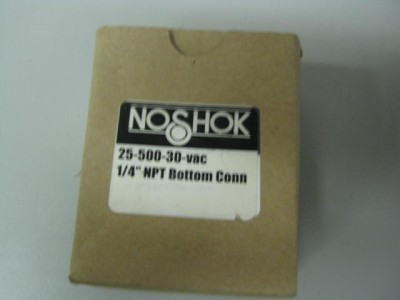 NOSHOK
25-500-30-vac
1/4" NPT Bottom Conn